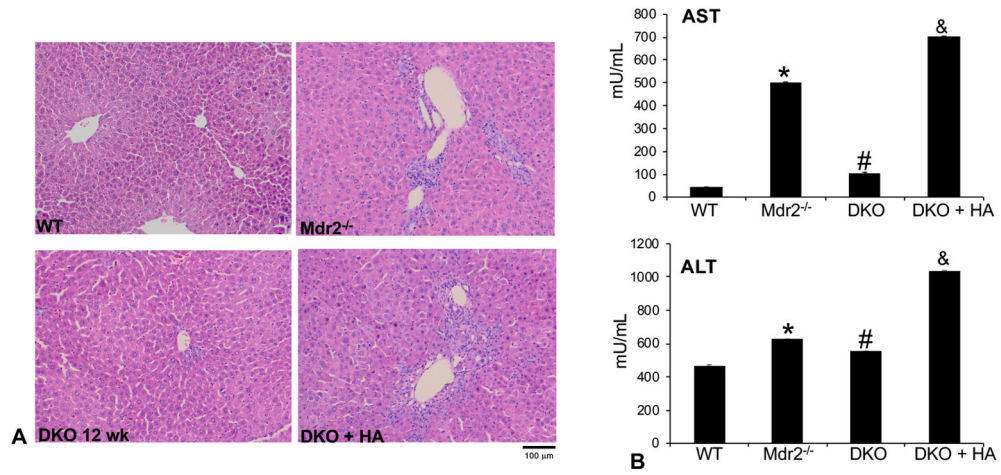 WT
Mdr2⁻/⁻
DKO 12 wk
DKO + HA
A
100 µm
AST
mU/mL
800
700
600
500
400
300
200
100
0
*
#
&
WT
Mdr2⁻/⁻
DKO
DKO + HA
ALT
mU/mL
1200
1000
800
600
400
200
0
*
#
&
WT
Mdr2⁻/⁻
DKO
DKO + HA
B